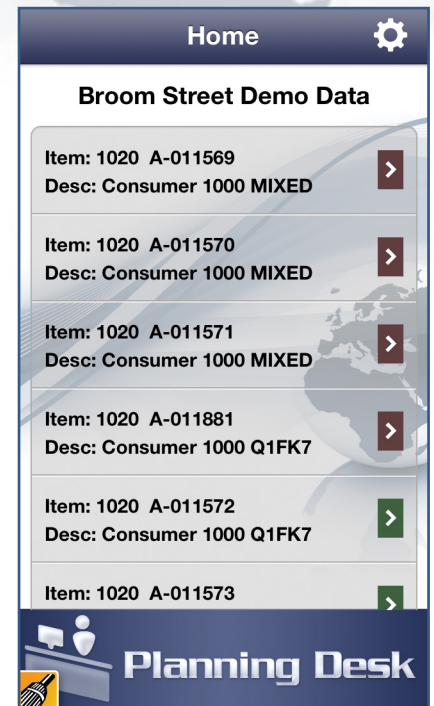 Home
Broom Street Demo Data
Item: 1020 A-011569
Desc: Consumer 1000 MIXED
Item: 1020 A-011570
Desc: Consumer 1000 MIXED
Item: 1020 A-011571
Desc: Consumer 1000 MIXED
Item: 1020 A-011881
Desc: Consumer 1000 Q1FK7
Item: 1020 A-011572
Desc: Consumer 1000 Q1FK7
Item: 1020 A-011573
Planning Desk